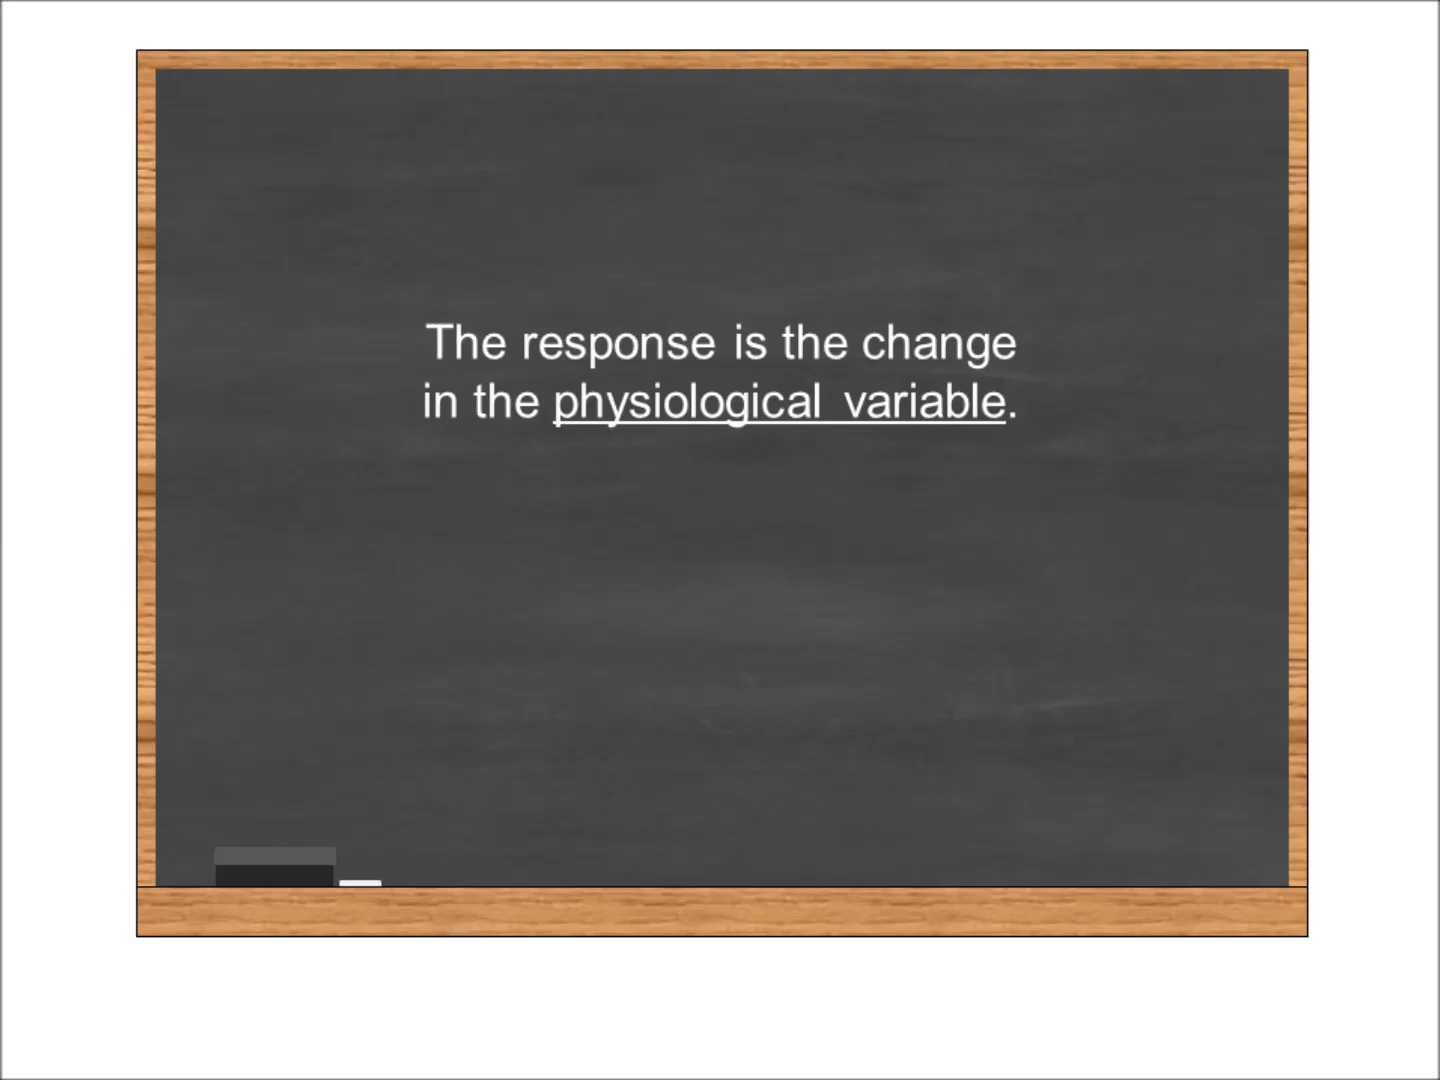 The response is the change
in the physiological variable.